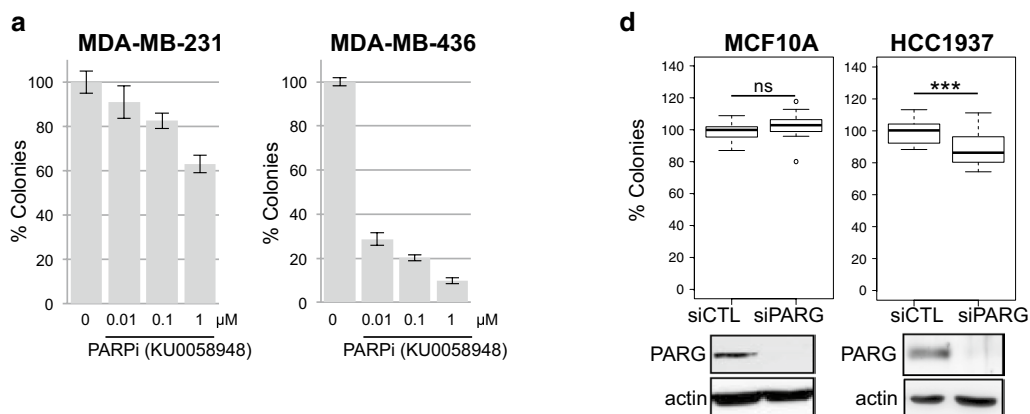 a
MDA-MB-231
% Colonies
100
80
60
40
20
0
0 0.01 0.1 1 µM
PARPi (KU0058948)
MDA-MB-436
% Colonies
100
80
60
40
20
0
0 0.01 0.1 1 µM
PARPi (KU0058948)
d
MCF10A
% Colonies
140
120
100
80
60
40
20
0
ns
siCTL siPARG
PARG
actin
HCC1937
% Colonies
140
120
100
80
60
40
20
0
***
siCTL siPARG
PARG
actin